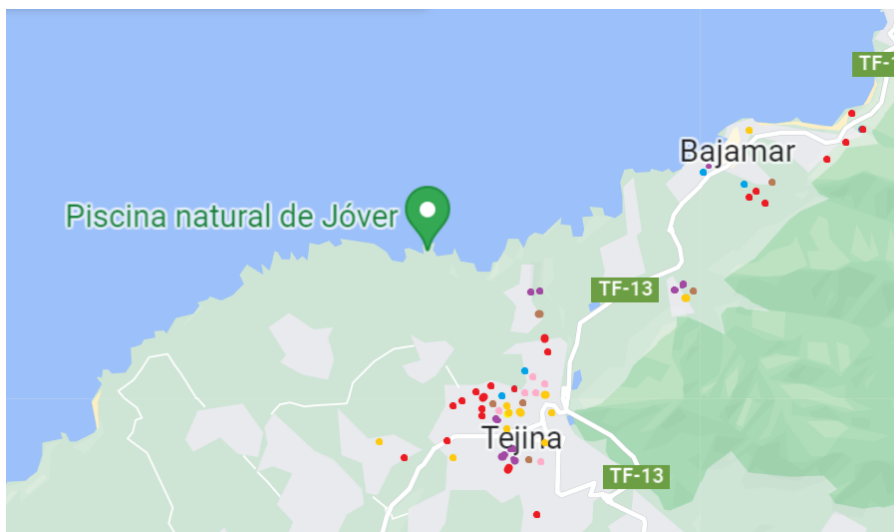 TF-1
Bajamar
Piscina natural de Jóver
TF-13
Tejina
TF-13